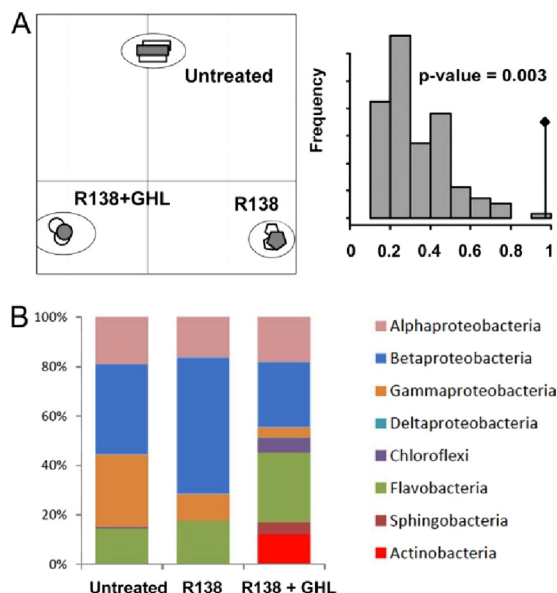 A
Untreated
R138+GHL
R138
Frequency
p-value = 0.003
0 0.2 0.4 0.6 0.8 1
B
100%
80%
60%
40%
20%
0%
Untreated R138 R138 + GHL
Alphaproteobacteria
Betaproteobacteria
Gammaproteobacteria
Deltaproteobacteria
Chloroflexi
Flavobacteria
Sphingobacteria
Actinobacteria